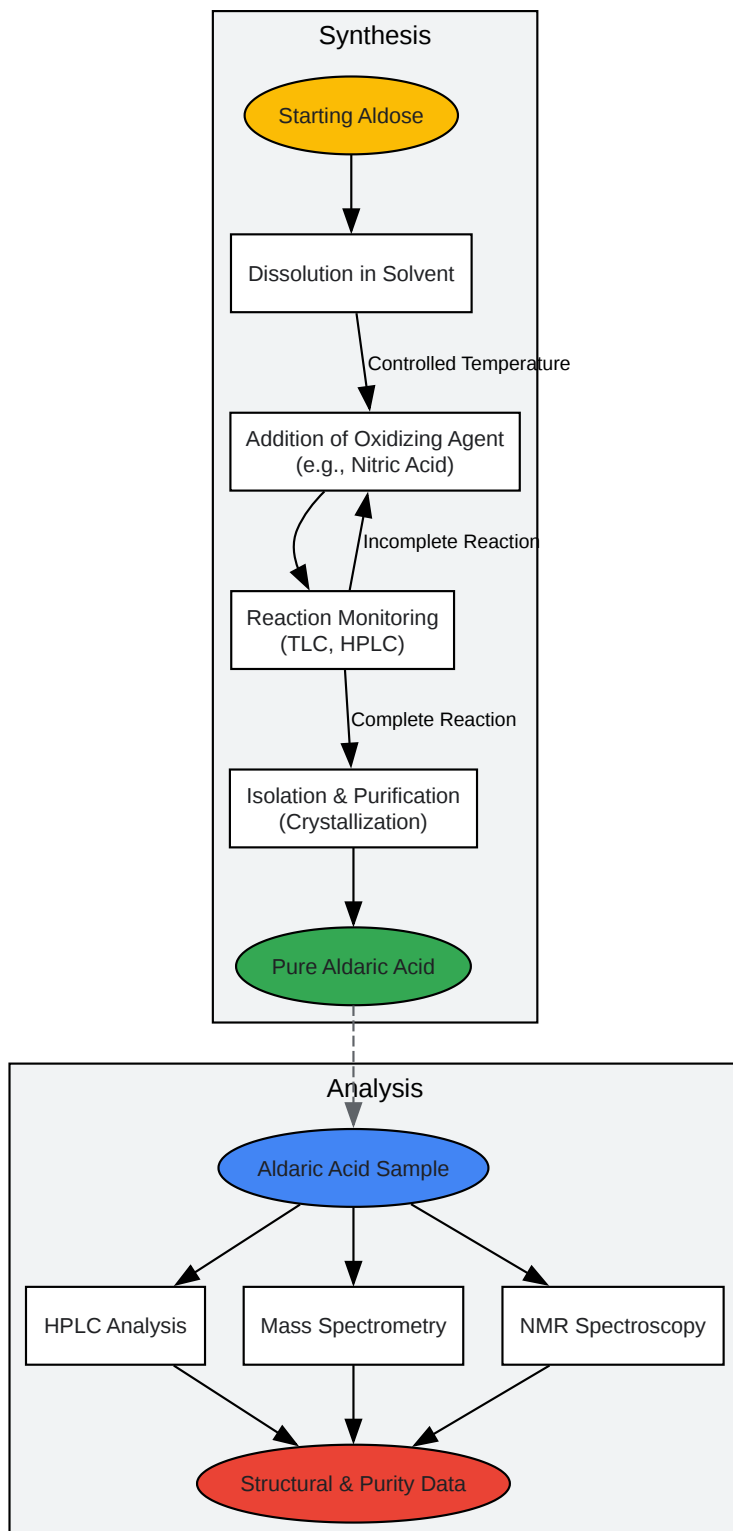 Synthesis
Starting Aldose
Dissolution in Solvent
Controlled Temperature
Addition of Oxidizing Agent
(e.g., Nitric Acid)
Incomplete Reaction
Reaction Monitoring
(TLC, HPLC)
Complete Reaction
Isolation & Purification
(Crystallization)
Pure Aldaric Acid
Analysis
Aldaric Acid Sample
HPLC Analysis
Mass Spectrometry
NMR Spectroscopy
Structural & Purity Data